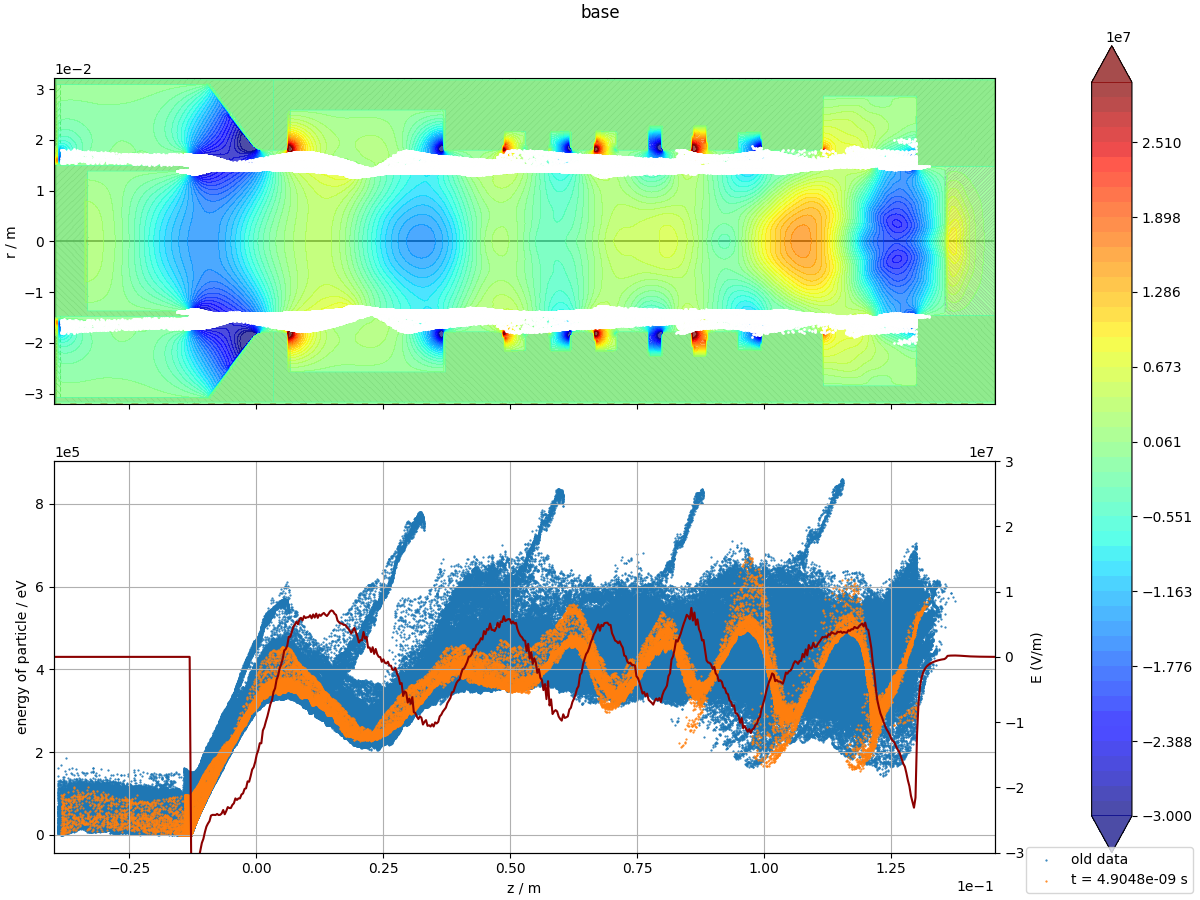 base
1e−2
3
2
1
0
−1
−2
−3
r / m
1e7
2.510
1.898
1.286
0.673
0.061
−0.551
−1.163
−1.776
−2.388
−3.000
1e5
1e7
8
6
4
2
0
energy of particle / eV
3
2
1
0
−1
−2
−3
E (V/m)
−0.25 0.00 0.25 0.50 0.75 1.00 1.25
z / m
1e−1
old data
t = 4.9048e-09 s